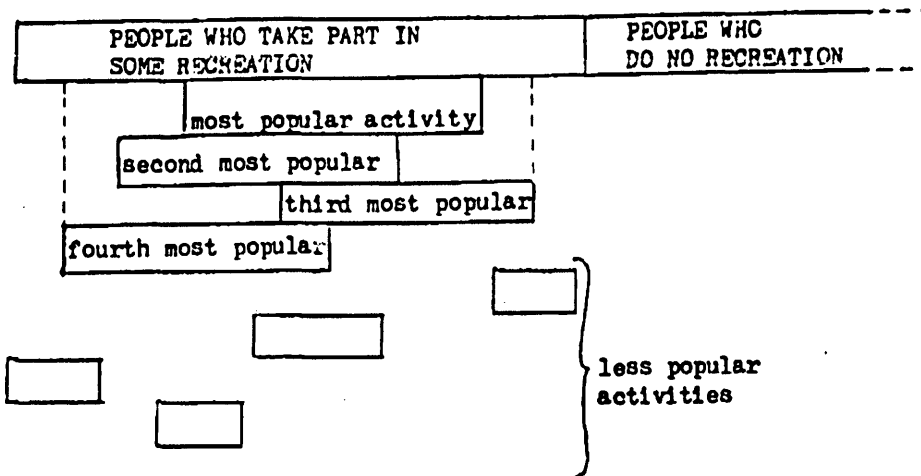 PEOPLE WHO TAKE PART IN
SOME RECREATION
PEOPLE WHO
DO NO RECREATION
most popular activity
second most popular
third most popular
fourth most popular
less popular
activities